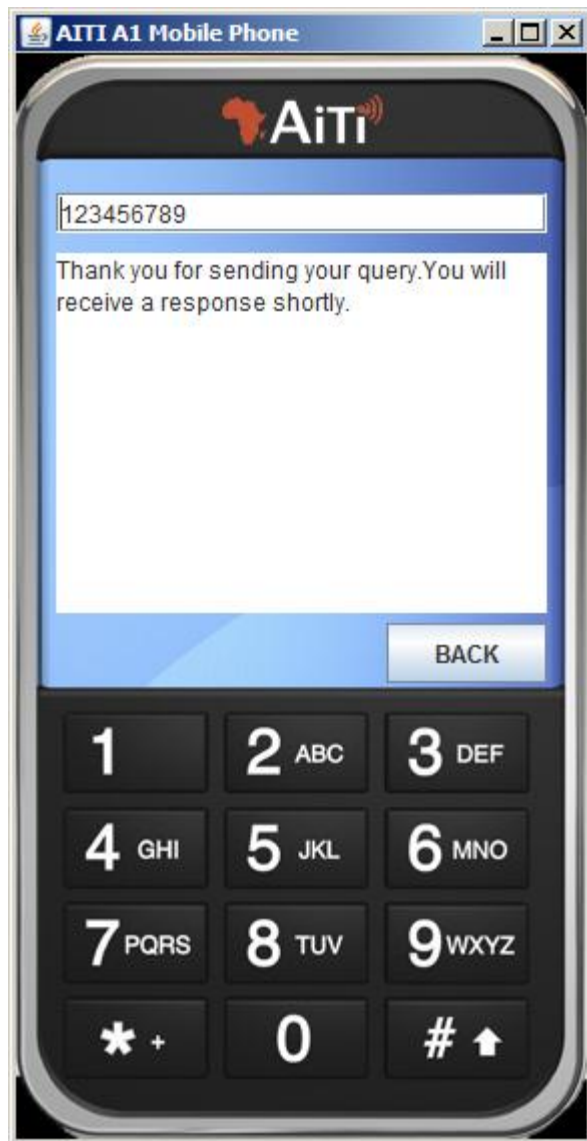 AITI A1 Mobile Phone
AiTi
123456789
Thank you for sending your query.You will
receive a response shortly.
BACK
1
2 ABC
3 DEF
4 GHI
5 JKL
6 MNO
7 PQRS
8 TUV
9 WXYZ
* +
0
#